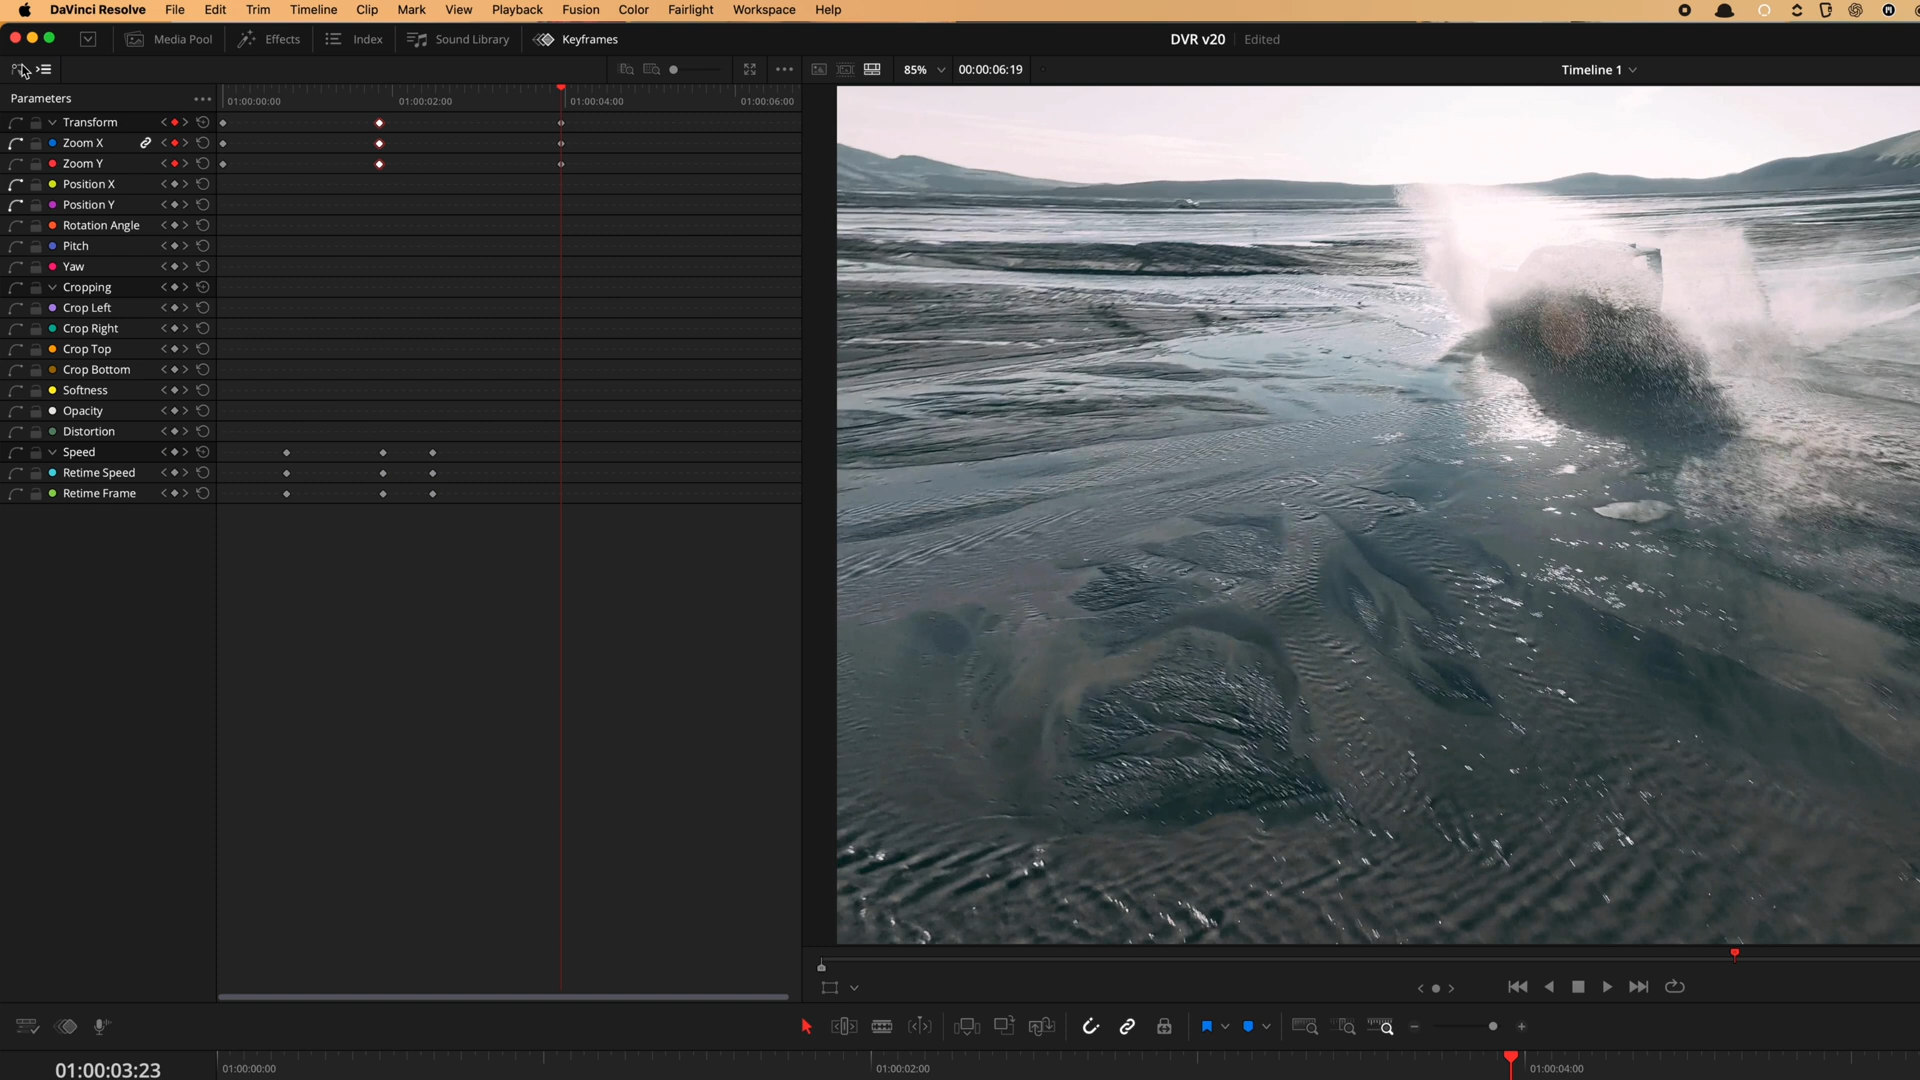 DaVinci Resolve File Edit Trim Timeline Clip Mark View Playback Fusion Color Fairlight Workspace Help
Media Pool Effects Index Sound Library Keyframes DVR v20 Edited
85% 00:00:06:19 Timeline 1
Parameters 01:00:00:00 01:00:02:00 01:00:04:00 01:00:06:00
Transform
Zoom X
Zoom Y
Position X
Position Y
Rotation Angle
Pitch
Yaw
Cropping
Crop Left
Crop Right
Crop Top
Crop Bottom
Softness
Opacity
Distortion
Speed
Retime Speed
Retime Frame
01:00:03:23 01:00:00:00 01:00:02:00 01:00:04:00